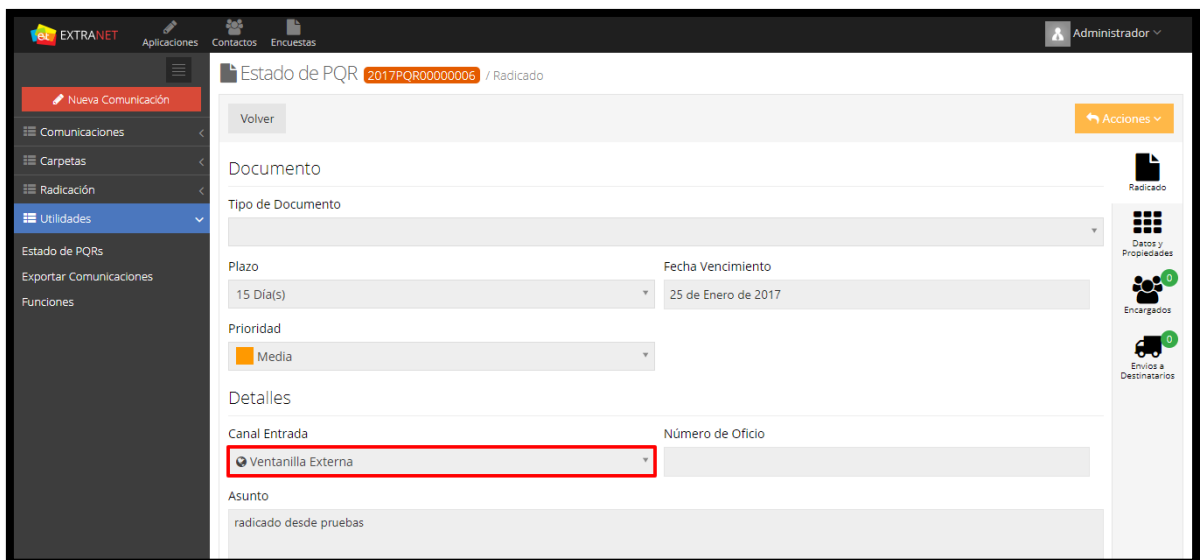 et EXTRANET Aplicaciones Contactos Encuestas Administrador
Estado de PQR 2017PQR00000006 / Radicado
Nueva Comunicación
Volver
Acciones
Comunicaciones
Carpetas
Radicación
Utilidades
Estado de PQRs
Exportar Comunicaciones
Funciones
Documento
Tipo de Documento
Plazo Fecha Vencimiento
15 Día(s) 25 de Enero de 2017
Prioridad
Media
Detalles
Canal Entrada Número de Oficio
Ventanilla Externa
Asunto
radicado desde pruebas
Radicado
Datos y
Propiedades
0
Encargados
0
Envios a
Destinatarios